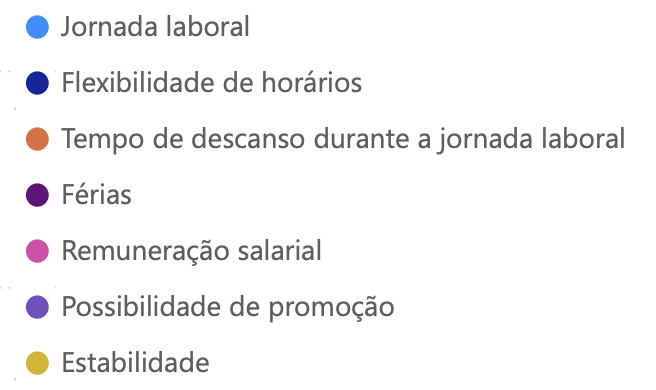 Jornada laboral
Flexibilidade de horários
Tempo de descanso durante a jornada laboral
Férias
Remuneração salarial
Possibilidade de promoção
Estabilidade